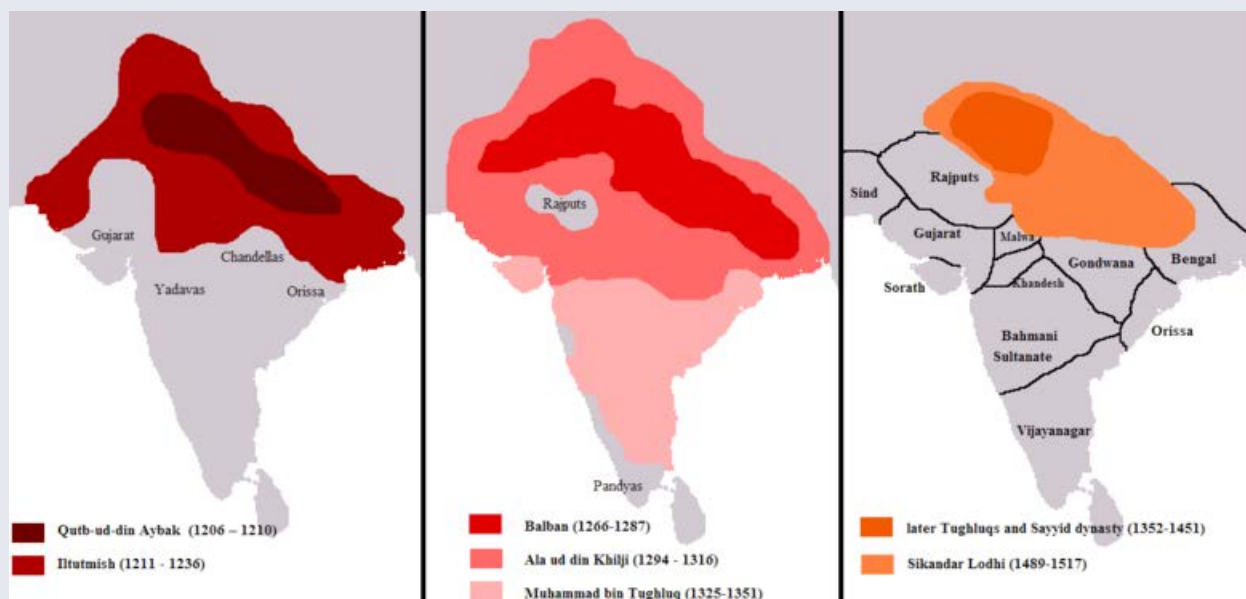 Gujarat
Chandellas
Yadavas
Orissa
Qutb-ud-din Aybak (1206 – 1210)
Iltutmish (1211 - 1236)
Rajputs
Pandyas
Balban (1266-1287)
Ala ud din Khilji (1294 - 1316)
Muhammad bin Tughluq (1325-1351)
Rajputs
Sind
Gujarat
Malwa
Bengal
Gondwana
Khandesh
Sorath
Orissa
Bahmani
Sultanate
Vijayanagar
later Tughluqs and Sayyid dynasty (1352-1451)
Sikandar Lodhi (1489-1517)